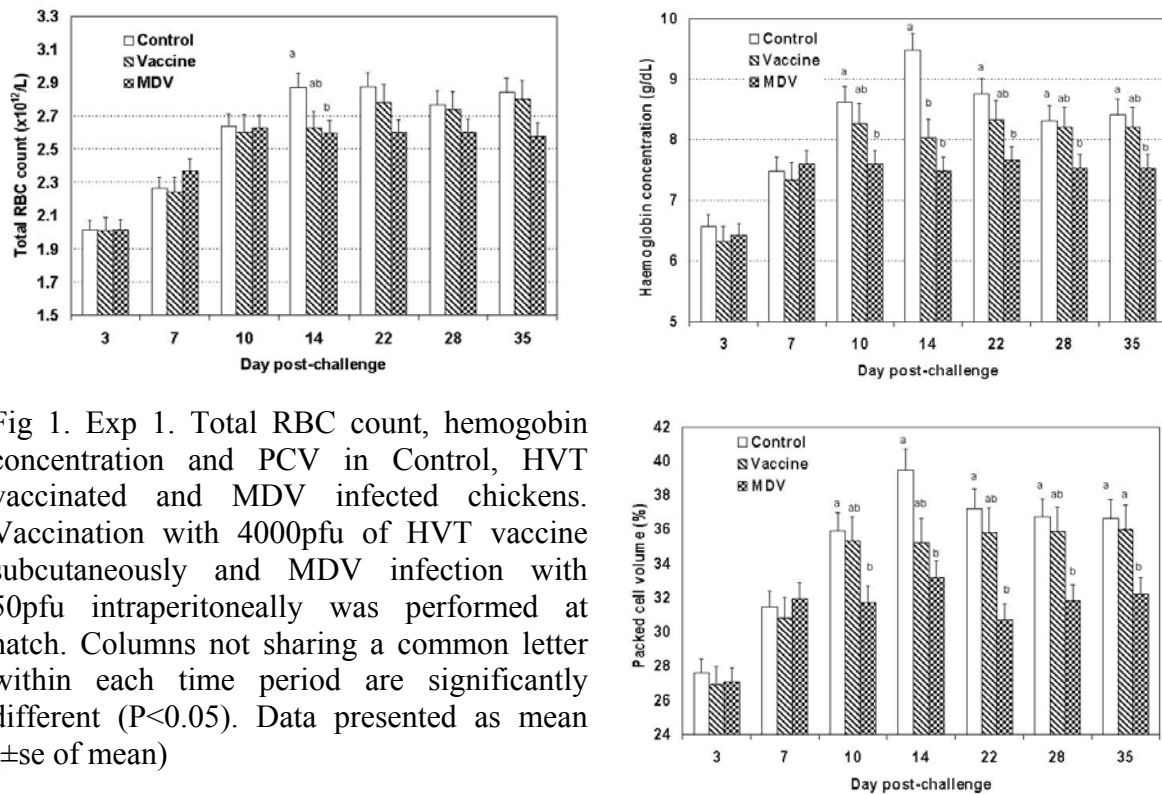 Total RBC count (x10¹²/L)
3.3
3.1
2.9
2.7
2.5
2.3
2.1
1.9
1.7
1.5
Control
Vaccine
MDV
a
ab
b
3 7 10 14 22 28 35
Day post-challenge
Haemoglobin concentration (g/dL)
10
9
8
7
6
5
Control
Vaccine
MDV
a b
a b b
a ab b
a ab b
a ab b
3 7 10 14 22 28 35
Day post-challenge
Fig 1. Exp 1. Total RBC count, hemogobin
concentration and PCV in Control, HVT
vaccinated and MDV infected chickens.
Vaccination with 4000pfu of HVT vaccine
subcutaneously and MDV infection with
50pfu intraperitoneally was performed at
hatch. Columns not sharing a common letter
within each time period are significantly
different (P<0.05). Data presented as mean
(±se of mean)
Packed cell volume (%)
42
40
38
36
34
32
30
28
26
24
Control
Vaccine
MDV
a ab b
a ab b
a ab b
a ab b
a a b
3 7 10 14 22 28 35
Day post-challenge